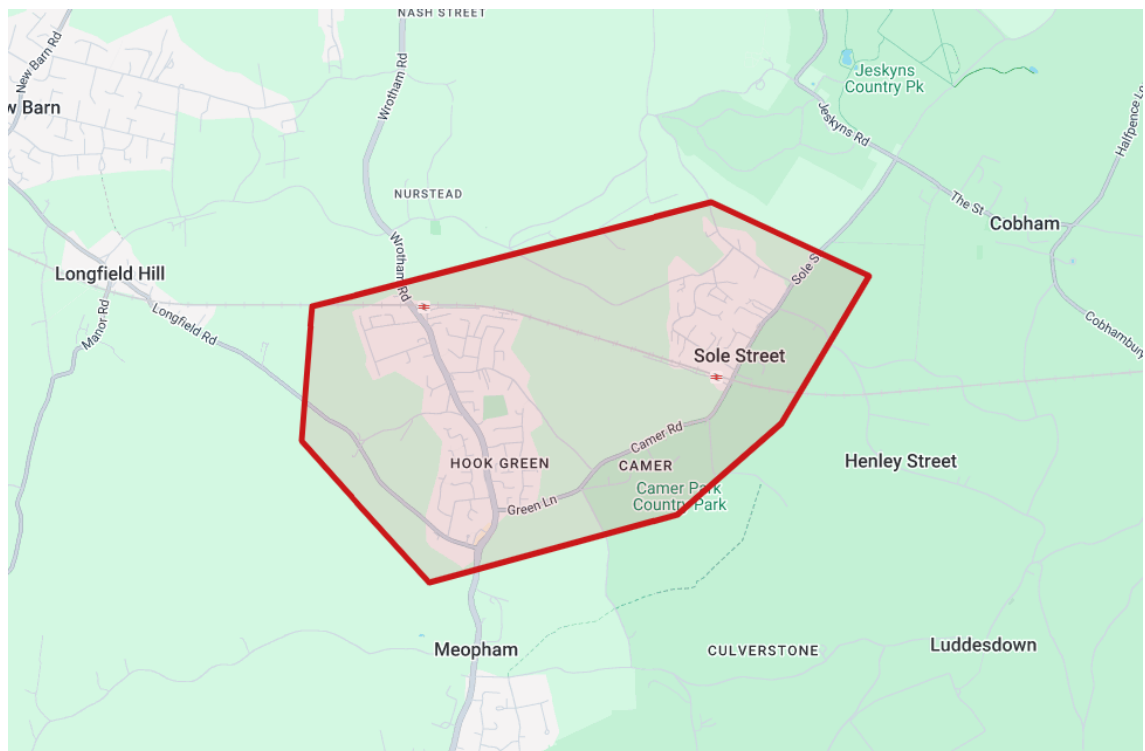 NASH STREET
New Barn Rd
w Barn
Wrotham Rd
Jeskyns
Country Pk
Jeskyns Rd
Halfpence Lo
NURSTEAD
The St
Cobham
Wrotham Rd
Sole S
Longfield Hill
Manor Rd
Longfield Rd
Cobhambury
Sole Street
Camer Rd
HOOK GREEN
CAMER
Henley Street
Camer Park
Country Park
Green Ln
Meopham
CULVERSTONE
Luddesdown